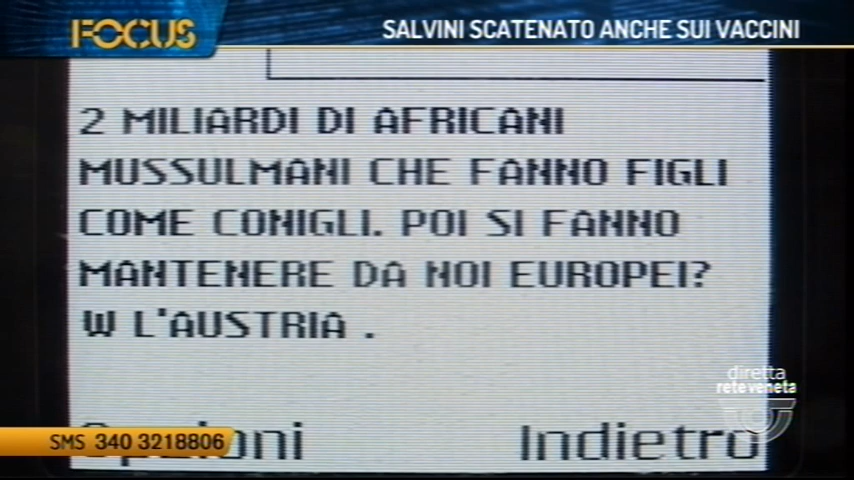 FOCUS
SALVINI SCATENATO ANCHE SUI VACCINI
2 MILIARDI DI AFRICANI
MUSSULMANI CHE FANNO FIGLI
COME CONIGLI. POI SI FANNO
MANTENERE DA NOI EUROPEI?
W L'AUSTRIA .
Opzioni Indietro
SMS 340 3218806
diretta
reteveneta